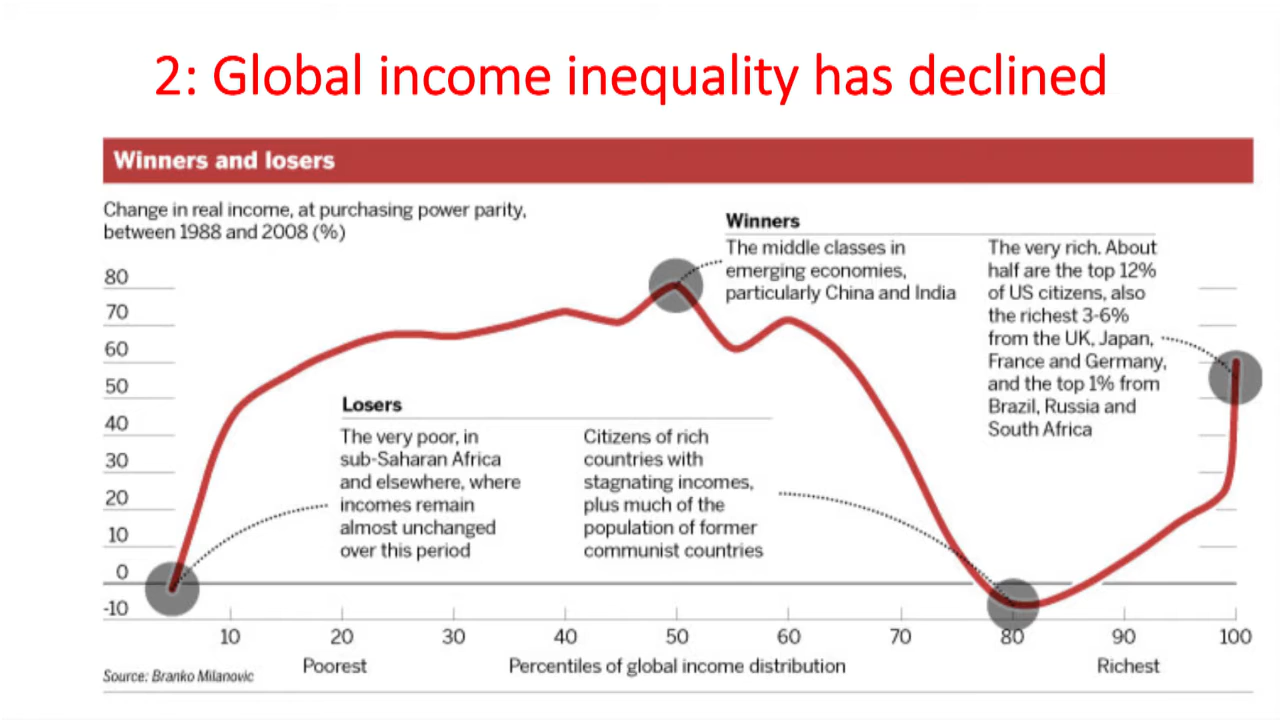 2: Global income inequality has declined
Winners and losers
Change in real income, at purchasing power parity,
between 1988 and 2008 (%)
Winners
The middle classes in
emerging economies,
particularly China and India
The very rich. About
half are the top 12%
of US citizens, also
the richest 3-6%
from the UK, Japan,
France and Germany,
and the top 1% from
Brazil, Russia and
South Africa
80
70
60
50
40
30
20
10
0
-10
Losers
The very poor, in
sub-Saharan Africa
and elsewhere, where
incomes remain
almost unchanged
over this period
Citizens of rich
countries with
stagnating incomes,
plus much of the
population of former
communist countries
10 20 30 40 50 60 70 80 90 100
Poorest Percentiles of global income distribution Richest
Source: Branko Milanovic